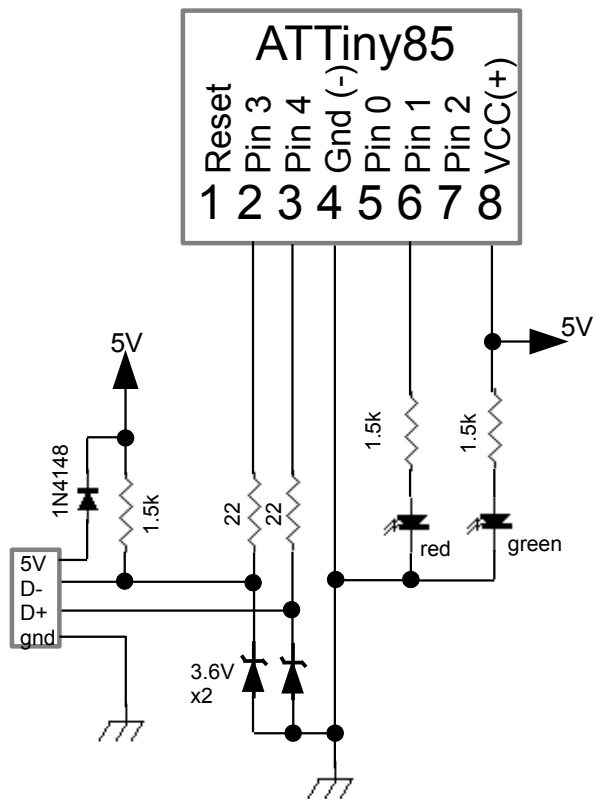 ATTiny85
Reset
Pin 3
Pin 4
Gnd (-)
Pin 0
Pin 1
Pin 2
VCC(+)
1 2 3 4 5 6 7 8
5V
5V
1N4148
1.5k
22
22
1.5k
1.5k
red
green
5V
D-
D+
gnd
3.6V
x2